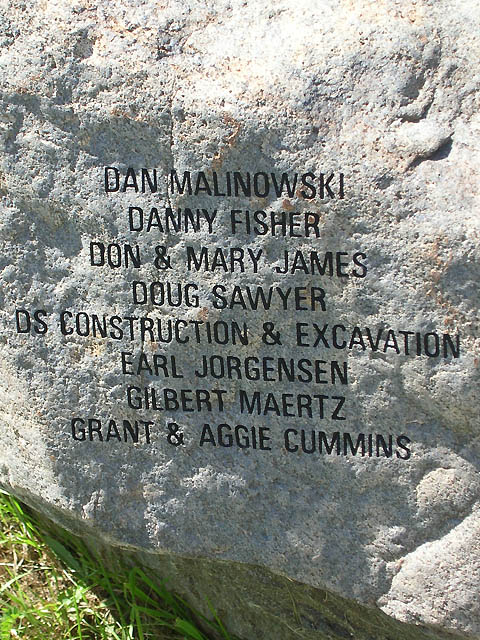 DAN MALINOWSKI
DANNY FISHER
DON & MARY JAMES
DOUG SAWYER
DS CONSTRUCTION & EXCAVATION
EARL JORGENSEN
GILBERT MAERTZ
GRANT & AGGIE CUMMINS